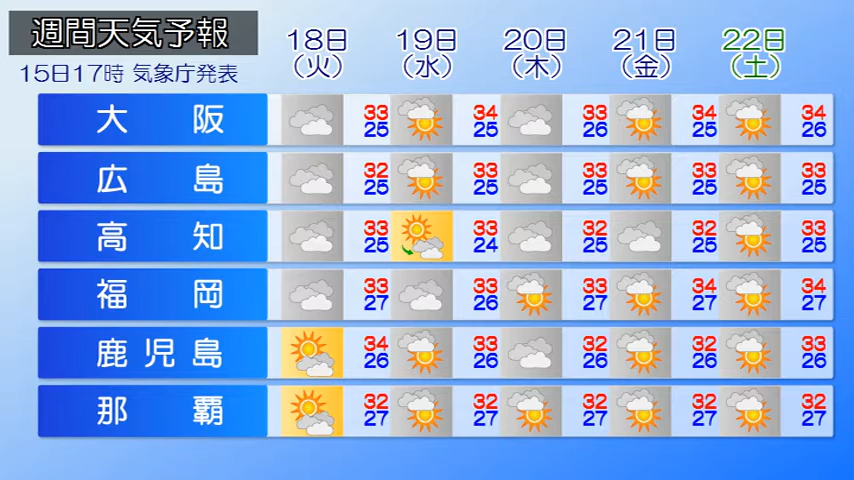 週間天気予報
15日17時 気象庁発表
18日 19日 20日 21日 22日
（火） （水） （木） （金） （土）
大阪 33 25 34 25 33 26 34 25 34 26
広島 32 25 33 25 33 25 33 25 33 25
高知 33 25 33 24 32 25 32 25 33 25
福岡 33 27 33 26 33 27 34 27 34 27
鹿児島 34 26 33 26 32 26 32 26 33 26
那覇 32 27 32 27 32 27 32 27 32 27